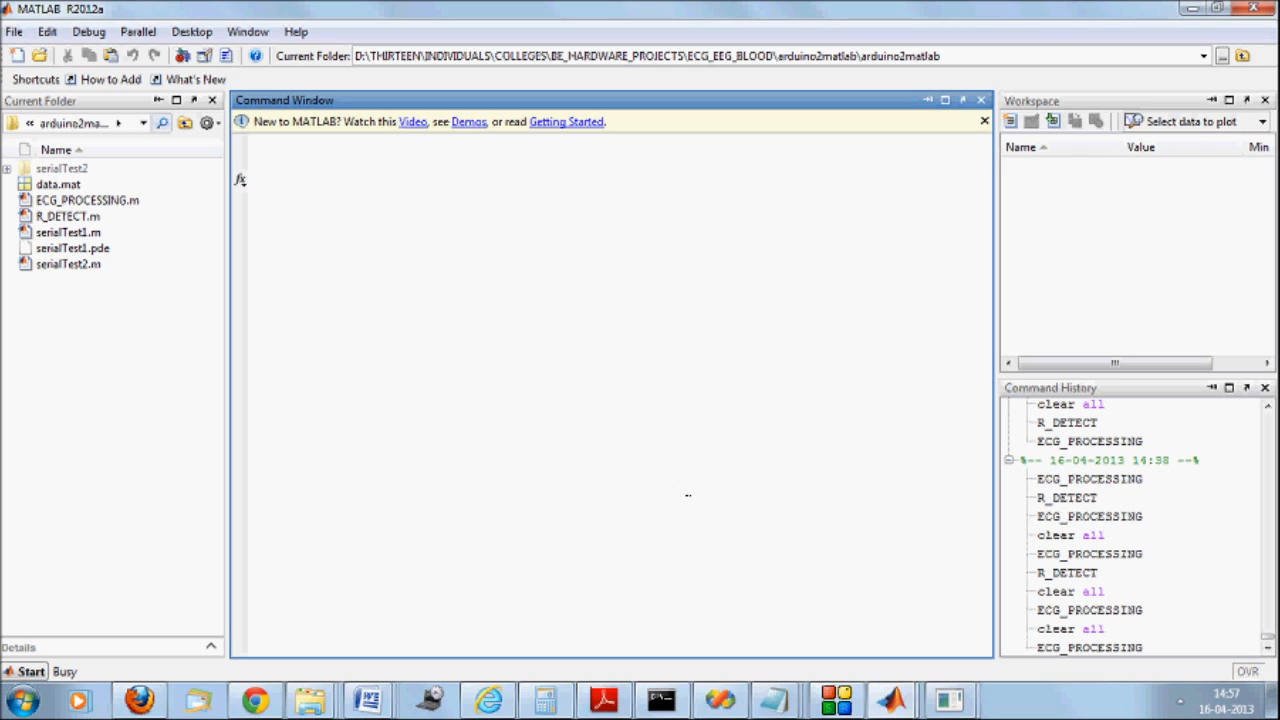 MATLAB R2012a
File Edit Debug Parallel Desktop Window Help
Current Folder: D:\THIRTEEN\INDIVIDUALS\COLLEGES\BE_HARDWARE_PROJECTS\ECG_EEG_BLOOD\arduino2matlab\arduino2matlab
Shortcuts How to Add What's New
Current Folder
« arduino2ma...
Name
serialTest2
data.mat
ECG_PROCESSING.m
R_DETECT.m
serialTest1.m
serialTest1.pde
serialTest2.m
Details
Command Window
New to MATLAB? Watch this Video, see Demos, or read Getting Started.
fx
Workspace
Select data to plot
Name Value Min
Command History
clear all
R_DETECT
ECG_PROCESSING
%-- 16-04-2013 14:38 --%
ECG_PROCESSING
R_DETECT
ECG_PROCESSING
clear all
ECG_PROCESSING
R_DETECT
clear all
ECG_PROCESSING
clear all
ECG_PROCESSING
Start Busy
OVR
14:57
16-04-2013